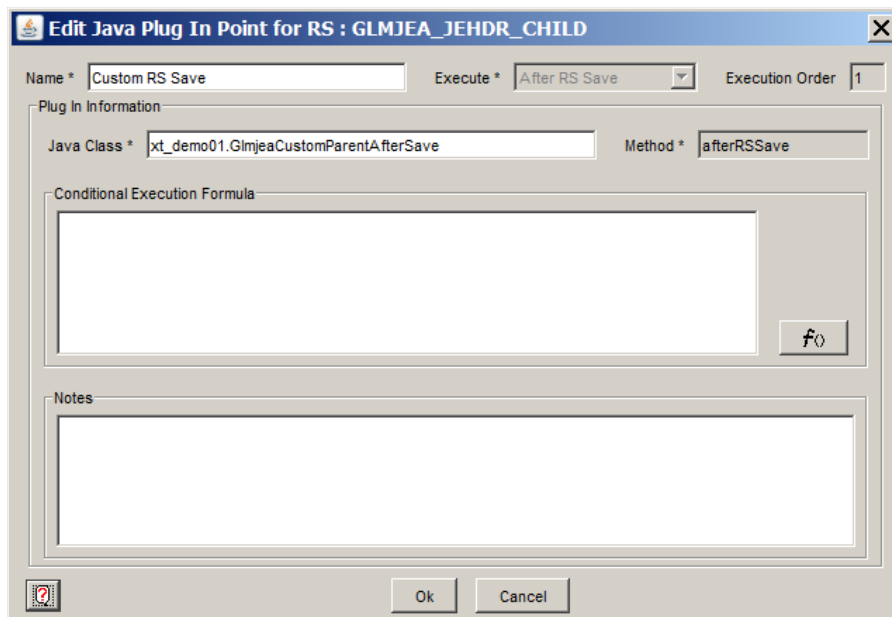 Edit Java Plug In Point for RS : GLMJEA_JEHDR_CHILD
Name * Custom RS Save Execute * After RS Save Execution Order 1
Plug In Information
Java Class * xt_demo01.GlmjeaCustomParentAfterSave Method * afterRSSave
Conditional Execution Formula
f()
Notes
? Ok Cancel